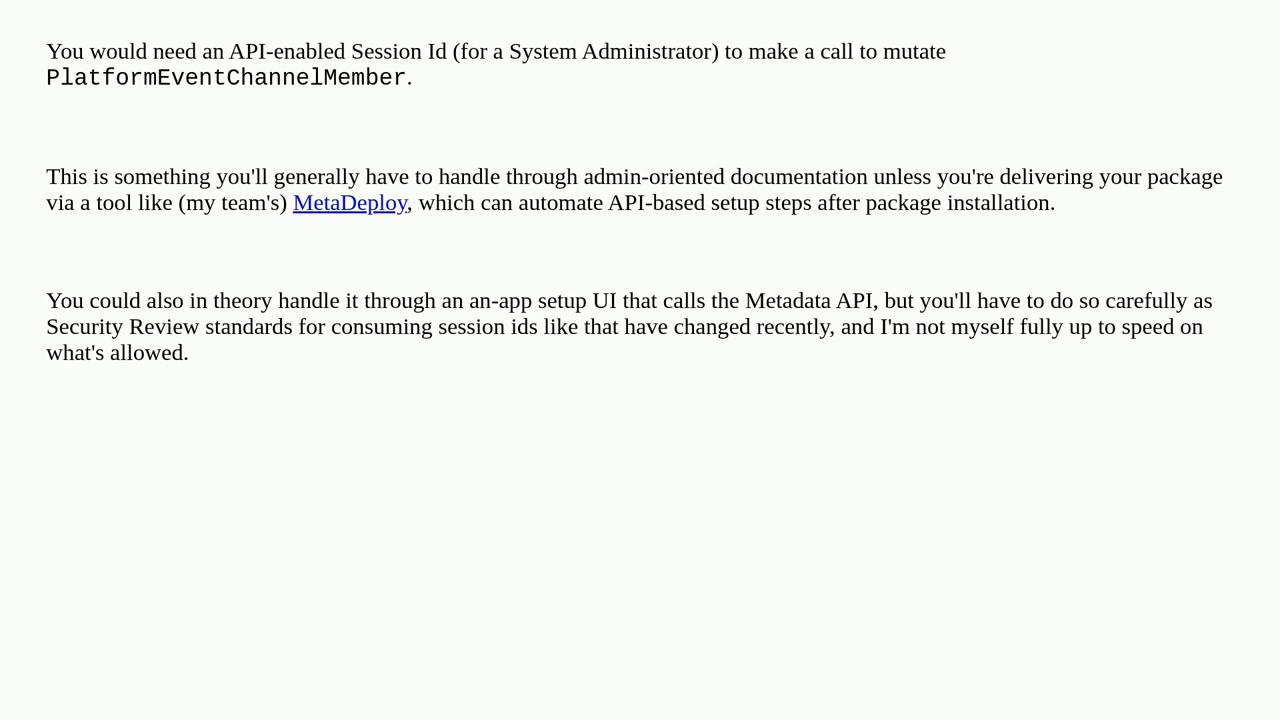 You would need an API-enabled Session Id (for a System Administrator) to make a call to mutate
PlatformEventChannelMember.
This is something you'll generally have to handle through admin-oriented documentation unless you're delivering your package
via a tool like (my team's) MetaDeploy, which can automate API-based setup steps after package installation.
You could also in theory handle it through an an-app setup UI that calls the Metadata API, but you'll have to do so carefully as
Security Review standards for consuming session ids like that have changed recently, and I'm not myself fully up to speed on
what's allowed.